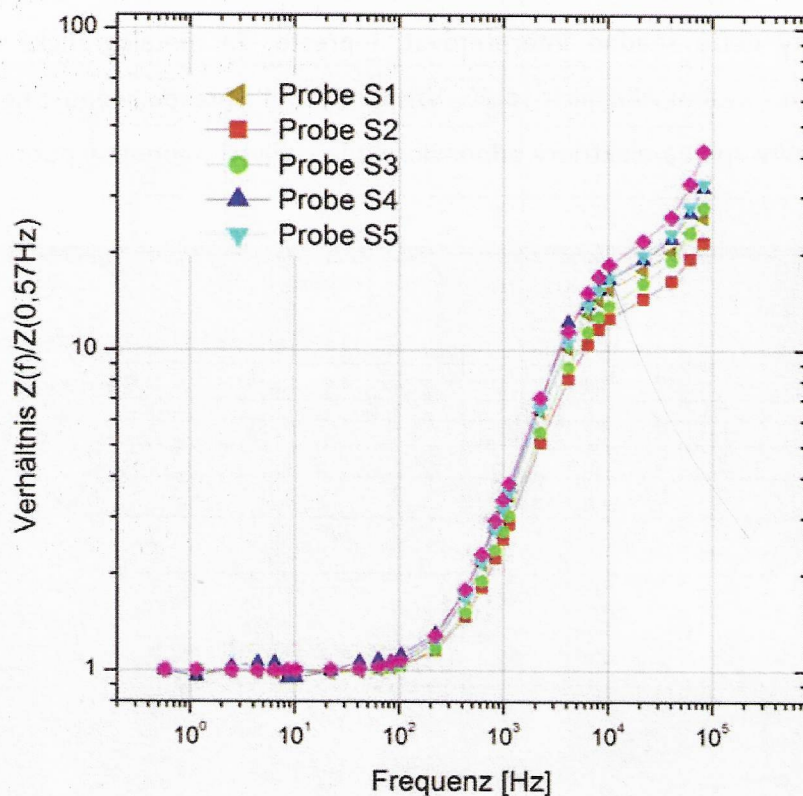 100
Probe S1
Probe S2
Probe S3
Probe S4
Probe S5
10
1
Verhältnis Z(f)/Z(0,57Hz)
10⁰ 10¹ 10² 10³ 10⁴ 10⁵
Frequenz [Hz]